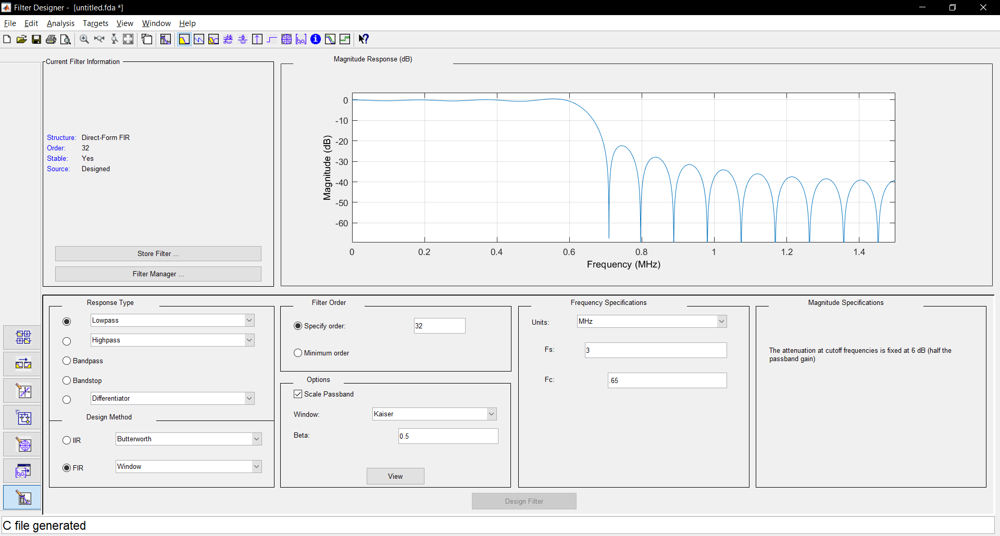 Filter Designer - [untitled.fda *]
File Edit Analysis Targets View Window Help
Current Filter Information
Structure: Direct-Form FIR
Order: 32
Stable: Yes
Source: Designed
Store Filter ...
Filter Manager ...
Magnitude Response (dB)
0
-10
-20
-30
-40
-50
-60
Magnitude (dB)
0 0.2 0.4 0.6 0.8 1 1.2 1.4
Frequency (MHz)
Response Type
Lowpass
Highpass
Bandpass
Bandstop
Differentiator
Design Method
IIR Butterworth
FIR Window
Filter Order
Specify order: 32
Minimum order
Options
Scale Passband
Window: Kaiser
Beta: 0.5
View
Frequency Specifications
Units: MHz
Fs: 3
Fc: .65
Magnitude Specifications
The attenuation at cutoff frequencies is fixed at 6 dB (half the
passband gain)
Design Filter
C file generated